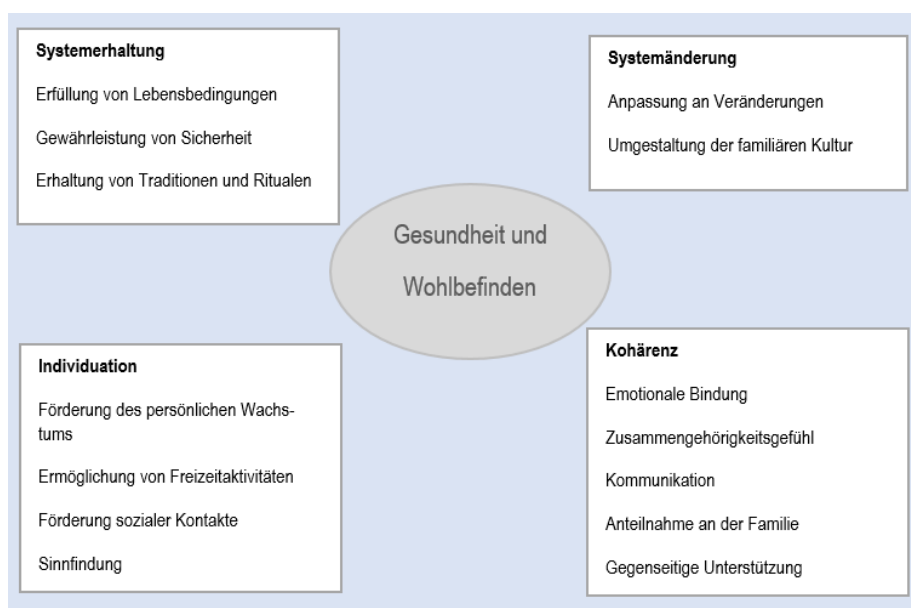 Systemerhaltung
Erfüllung von Lebensbedingungen
Gewährleistung von Sicherheit
Erhaltung von Traditionen und Ritualen
Systemänderung
Anpassung an Veränderungen
Umgestaltung der familiären Kultur
Gesundheit und
Wohlbefinden
Individuation
Förderung des persönlichen Wachs-
tums
Ermöglichung von Freizeitaktivitäten
Förderung sozialer Kontakte
Sinnfindung
Kohärenz
Emotionale Bindung
Zusammengehörigkeitsgefühl
Kommunikation
Anteilnahme an der Familie
Gegenseitige Unterstützung